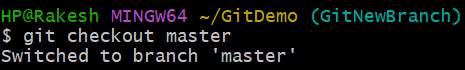 HP@Rakesh MINGW64 ~/GitDemo (GitNewBranch)
$ git checkout master
Switched to branch 'master'